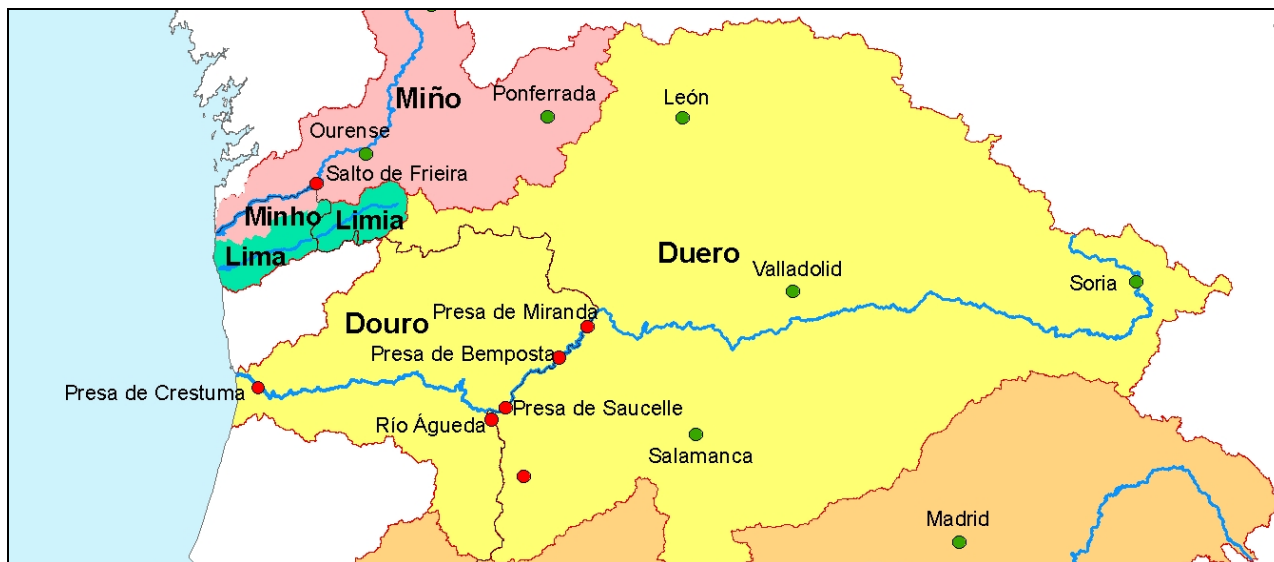 Miño
Ponferrada
León
Ourense
Salto de Frieira
Minho
Limia
Lima
Duero
Valladolid
Soria
Douro
Presa de Miranda
Presa de Bemposta
Presa de Crestuma
Presa de Saucelle
Río Águeda
Salamanca
Madrid